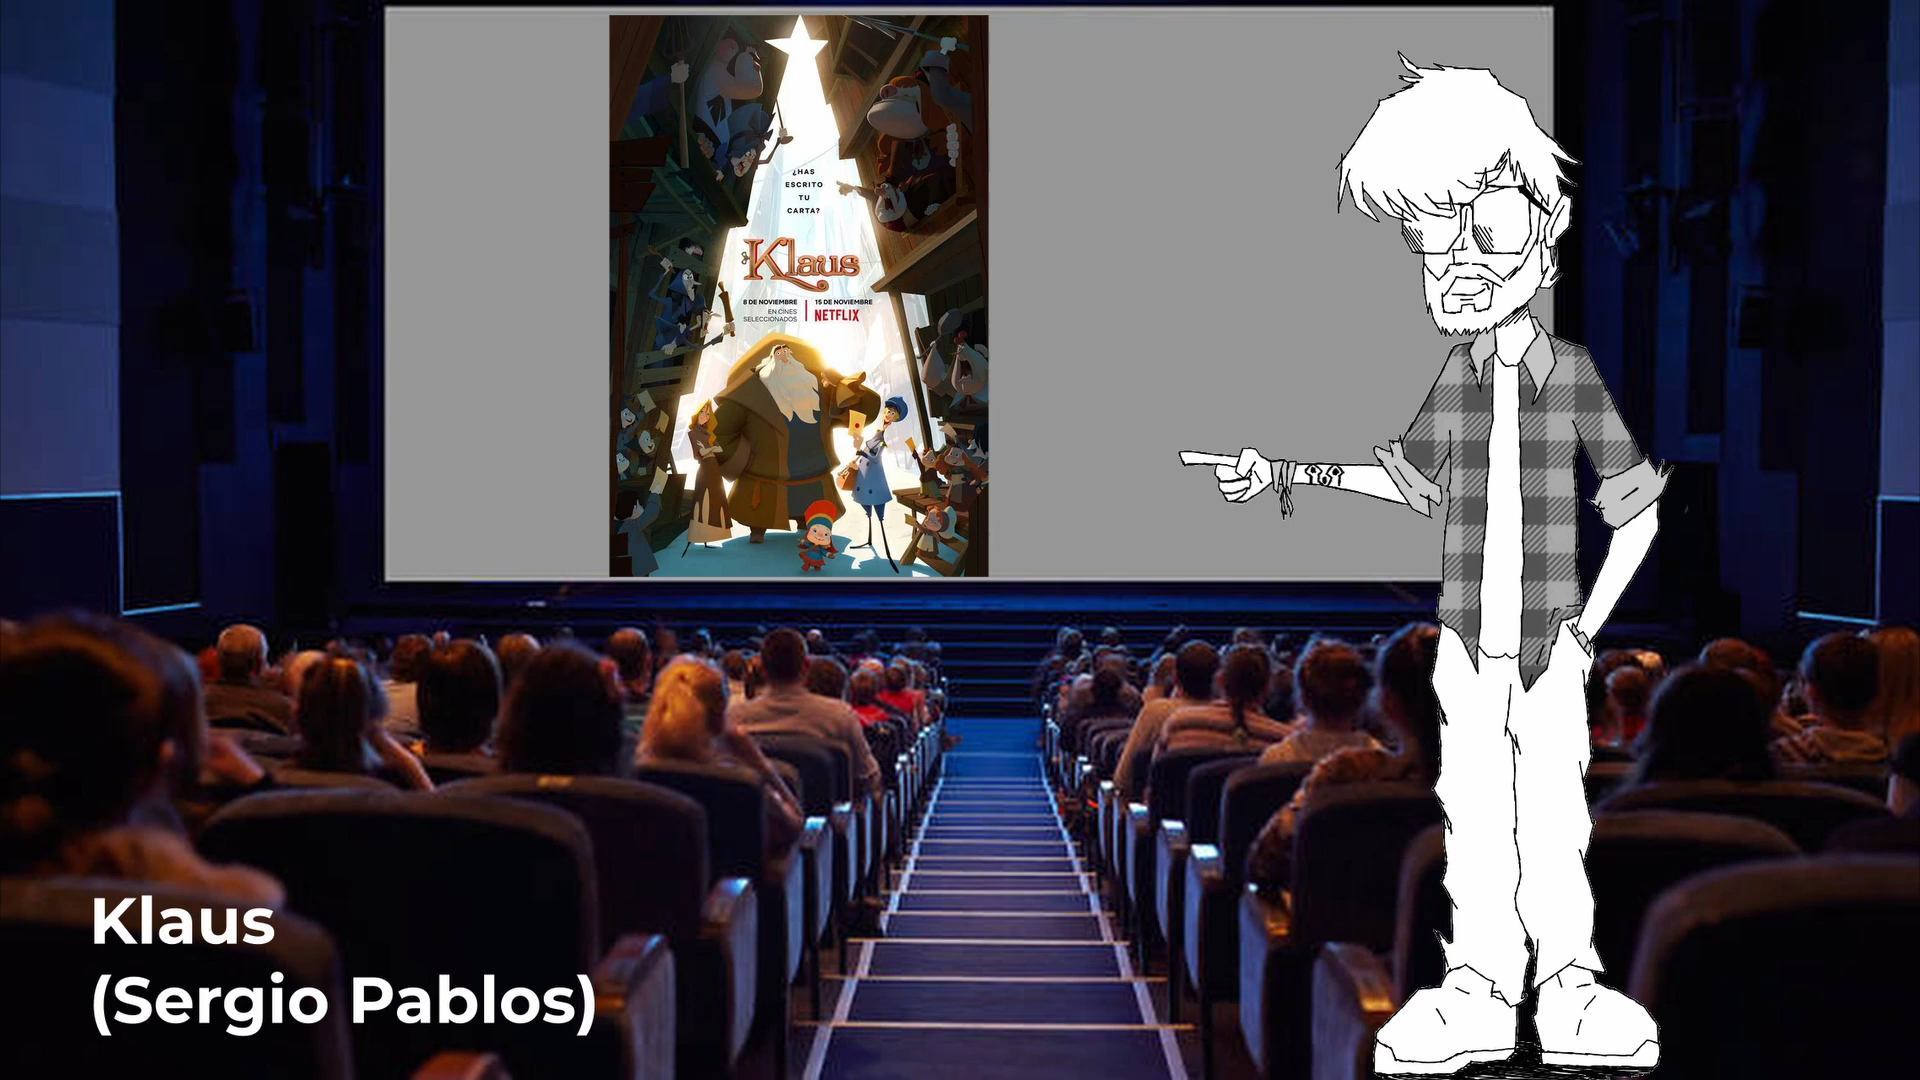 ¿HAS
ESCRITO
TU
CARTA?
Klaus
8 DE NOVIEMBRE
EN CINES
SELECCIONADOS
15 DE NOVIEMBRE
NETFLIX
Klaus
(Sergio Pablos)